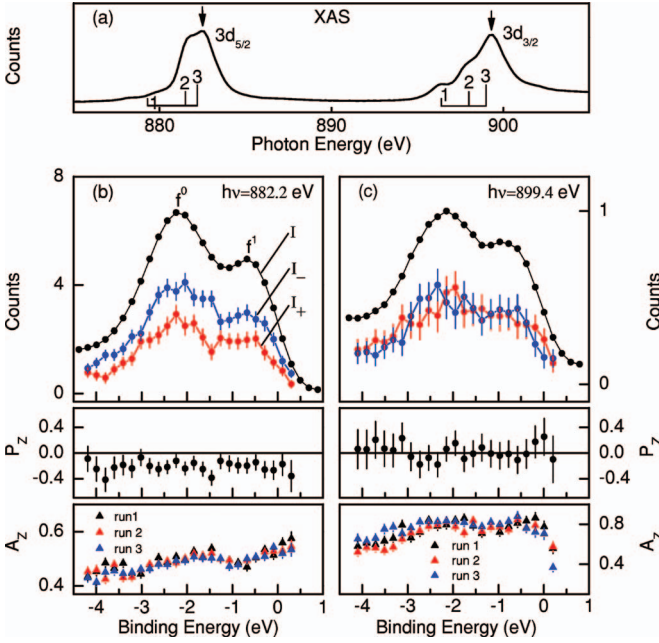 (a) XAS
3d5/2
3d3/2
Counts
1 2 3
1 2 3
880 890 900
Photon Energy (eV)
(b) f0 hν=882.2 eV
f1
I
I−
I+
8
4
0
Counts
(c) hν=899.4 eV
1
0
Counts
0.4
0.0
-0.4
PZ
0.4
0.0
-0.4
PZ
run1
run 2
run 3
0.6
0.4
AZ
run 1
run 2
run 3
0.8
0.4
AZ
-4 -3 -2 -1 0 1
Binding Energy (eV)
-4 -3 -2 -1 0 1
Binding Energy (eV)